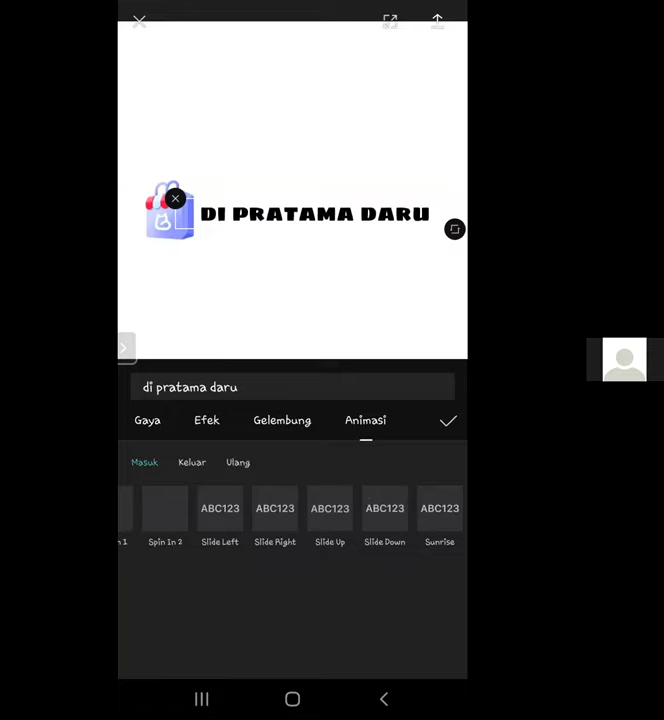 DI PRATAMA DARU
di pratama daru
Gaya Efek Gelembung Animasi
Masuk Keluar Ulang
ABC123 ABC123 ABC123 ABC123 ABC123
n 1 Spin In 2 Slide Left Slide Right Slide Up Slide Down Sunrise